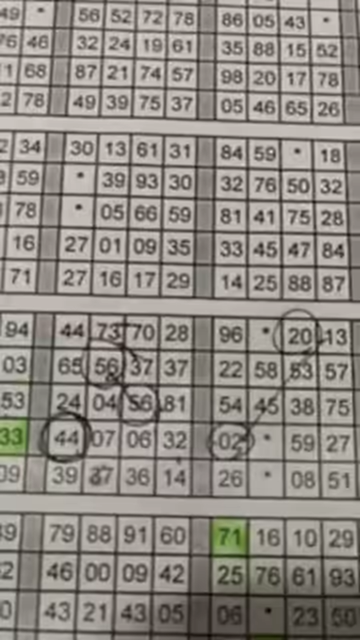 49 * 56 52 72 78 86 05 43 *
76 46 32 24 19 61 35 88 15 52
1 68 87 21 74 57 98 20 17 78
2 78 49 39 75 37 05 46 65 26
2 34 30 13 61 31 84 59 * 18
59 * 39 93 30 32 76 50 32
78 * 05 66 59 81 41 75 28
16 27 01 09 35 33 45 47 84
71 27 16 17 29 14 25 88 87
94 44 73 70 28 96 * 20 13
03 65 56 37 37 22 58 53 57
53 24 04 56 81 54 45 38 75
33 44 07 06 32 02 * 59 27
09 39 37 36 14 26 * 08 51
39 79 88 91 60 71 16 10 29
2 46 00 09 42 25 76 61 93
0 43 21 43 05 06 * 23 50